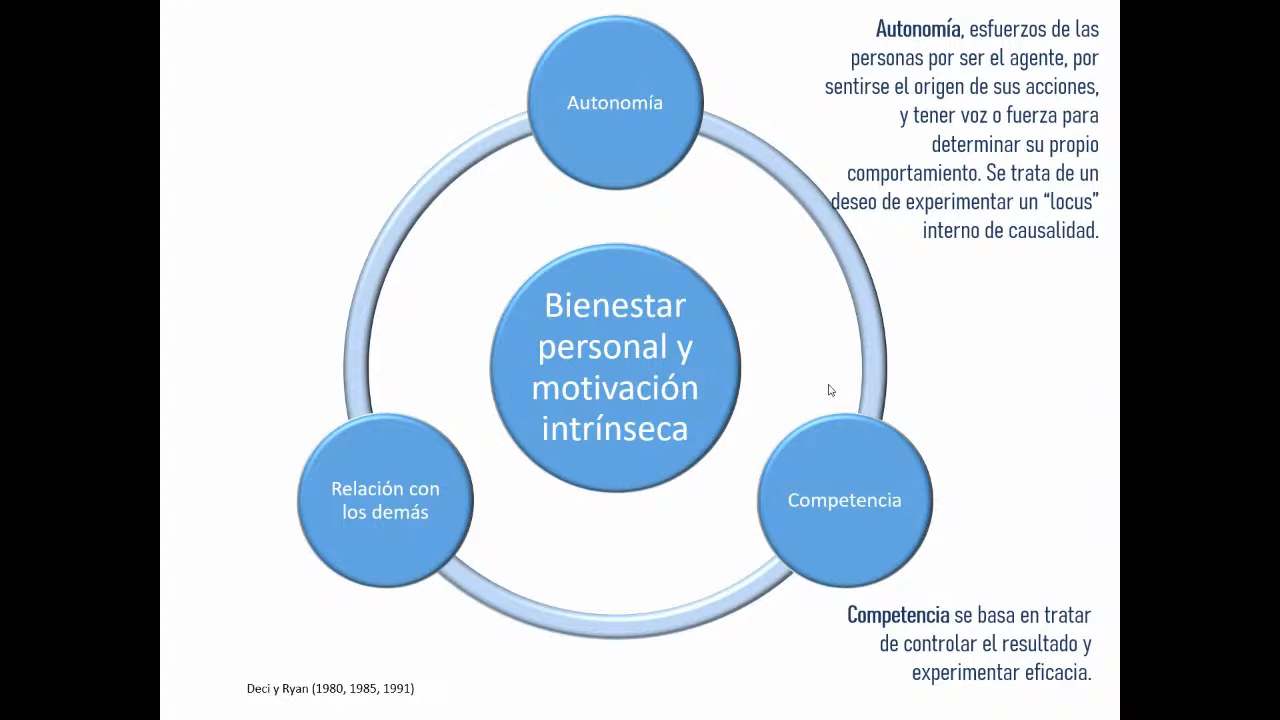 Autonomía
Autonomía, esfuerzos de las
personas por ser el agente, por
sentirse el origen de sus acciones,
y tener voz o fuerza para
determinar su propio
comportamiento. Se trata de un
deseo de experimentar un “locus”
interno de causalidad.
Bienestar
personal y
motivación
intrínseca
Relación con
los demás
Competencia
Competencia se basa en tratar
de controlar el resultado y
experimentar eficacia.
Deci y Ryan (1980, 1985, 1991)